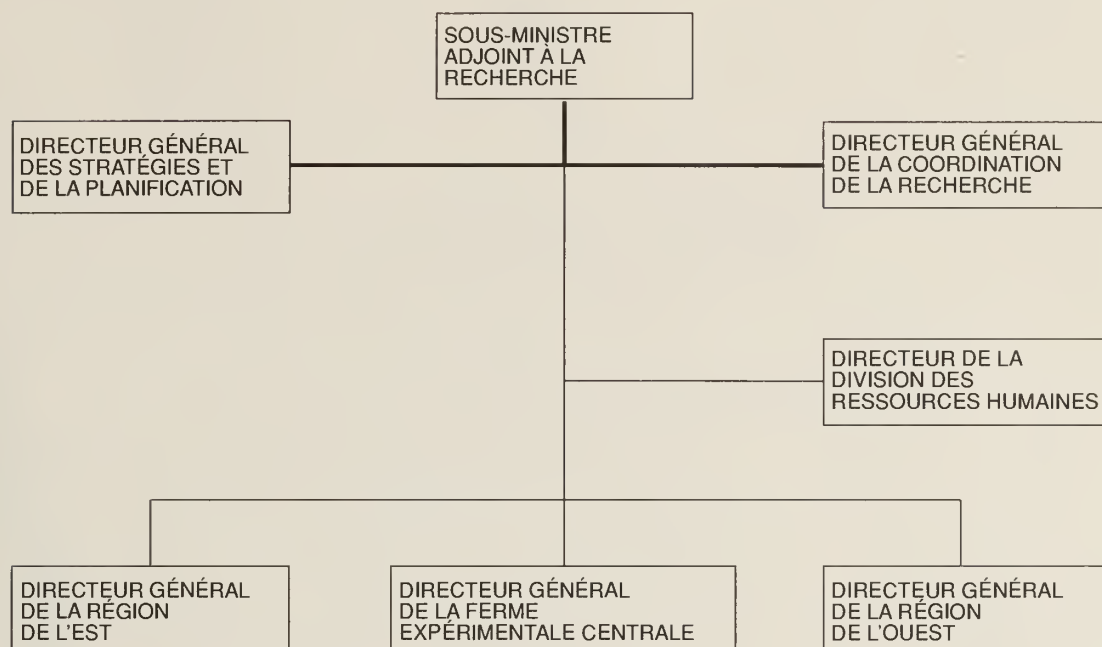 SOUS-MINISTRE
ADJOINT À LA
RECHERCHE
DIRECTEUR GÉNÉRAL
DES STRATÉGIES ET
DE LA PLANIFICATION
DIRECTEUR GÉNÉRAL
DE LA COORDINATION
DE LA RECHERCHE
DIRECTEUR DE LA
DIVISION DES
RESSOURCES HUMAINES
DIRECTEUR GÉNÉRAL
DE LA RÉGION
DE L'EST
DIRECTEUR GÉNÉRAL
DE LA FERME
EXPÉRIMENTALE CENTRALE
DIRECTEUR GÉNÉRAL
DE LA RÉGION
DE L'OUEST